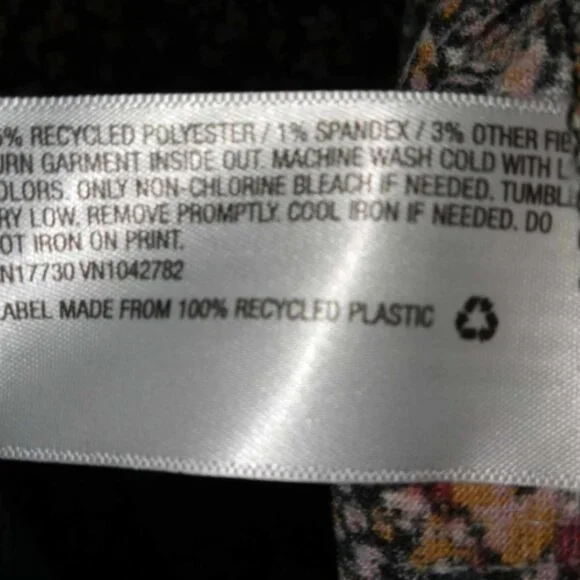 % RECYCLED POLYESTER / 1% SPANDEX / 3% OTHER FIB
URN GARMENT INSIDE OUT. MACHINE WASH COLD WITH L
OLORS. ONLY NON-CHLORINE BLEACH IF NEEDED. TUMBLE
RY LOW. REMOVE PROMPTLY. COOL IRON IF NEEDED. DO
OT IRON ON PRINT.
N17730 VN1042782
ABEL MADE FROM 100% RECYCLED PLASTIC